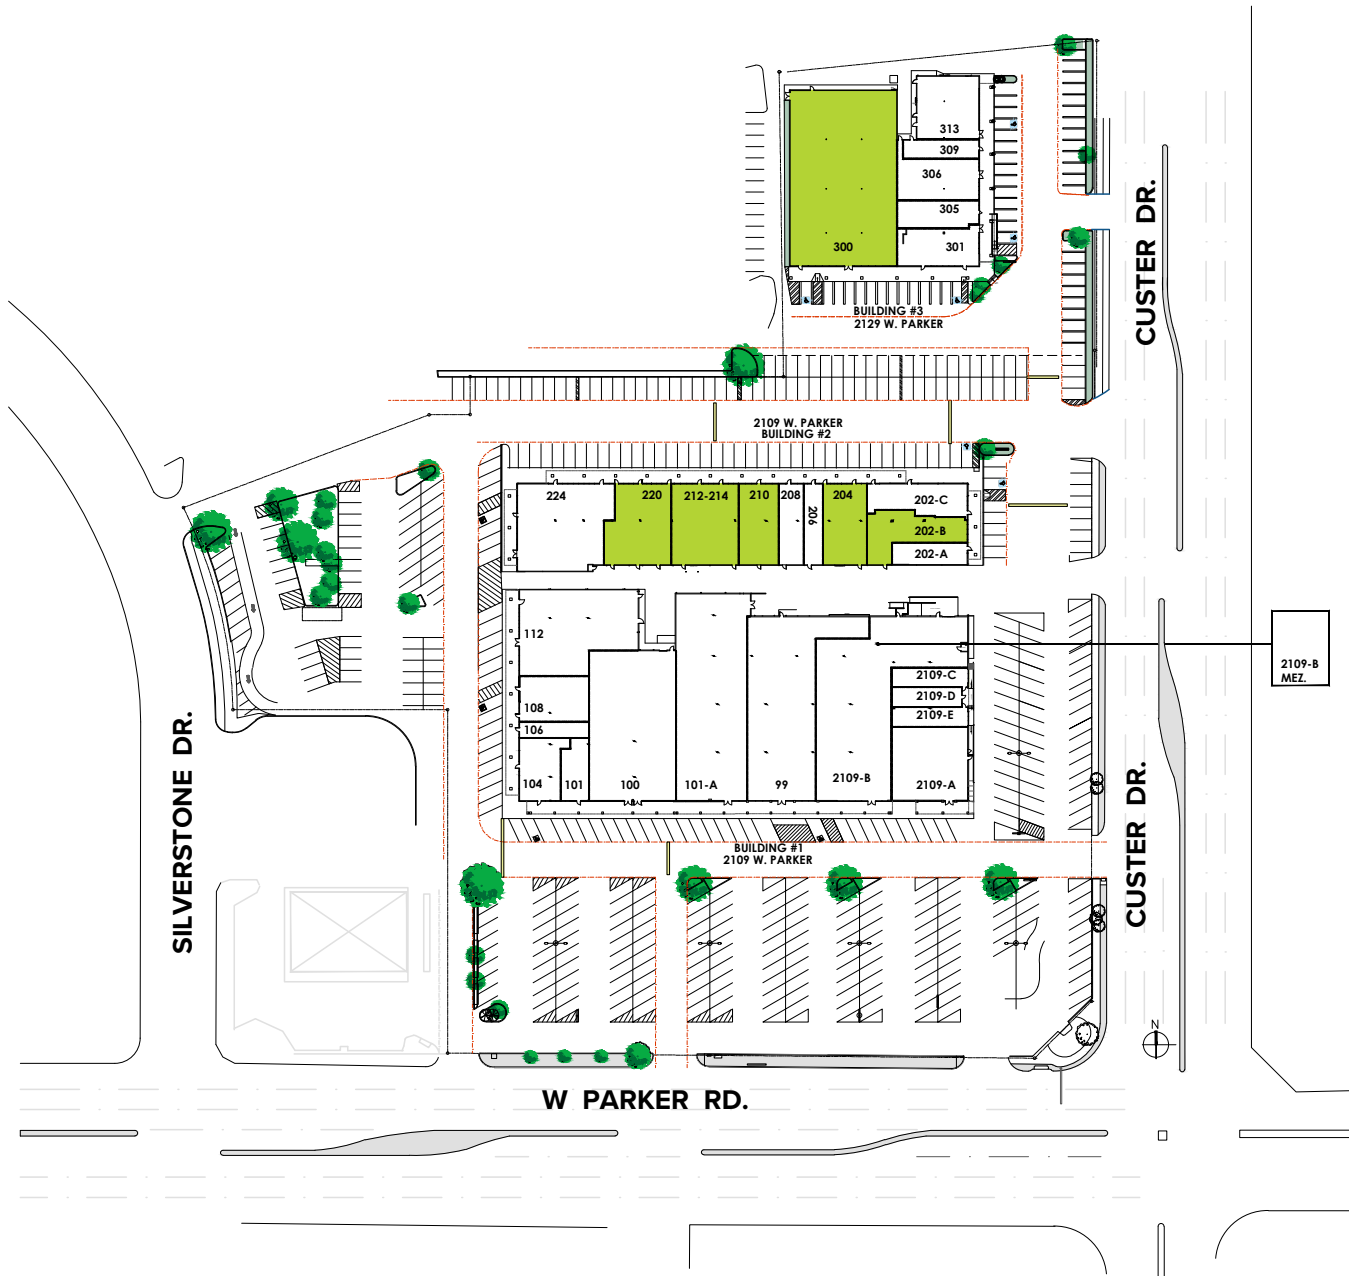 313
309
306
305
301
300
CUSTER DR.
BUILDING #3
2129 W. PARKER
2109 W. PARKER
BUILDING #2
224
220
212-214
210
208
206
204
202-C
202-B
202-A
112
108
106
104
101
100
101-A
99
2109-B
2109-C
2109-D
2109-E
2109-A
2109-B
MEZ.
BUILDING #1
2109 W. PARKER
SILVERSTONE DR.
CUSTER DR.
N
W PARKER RD.